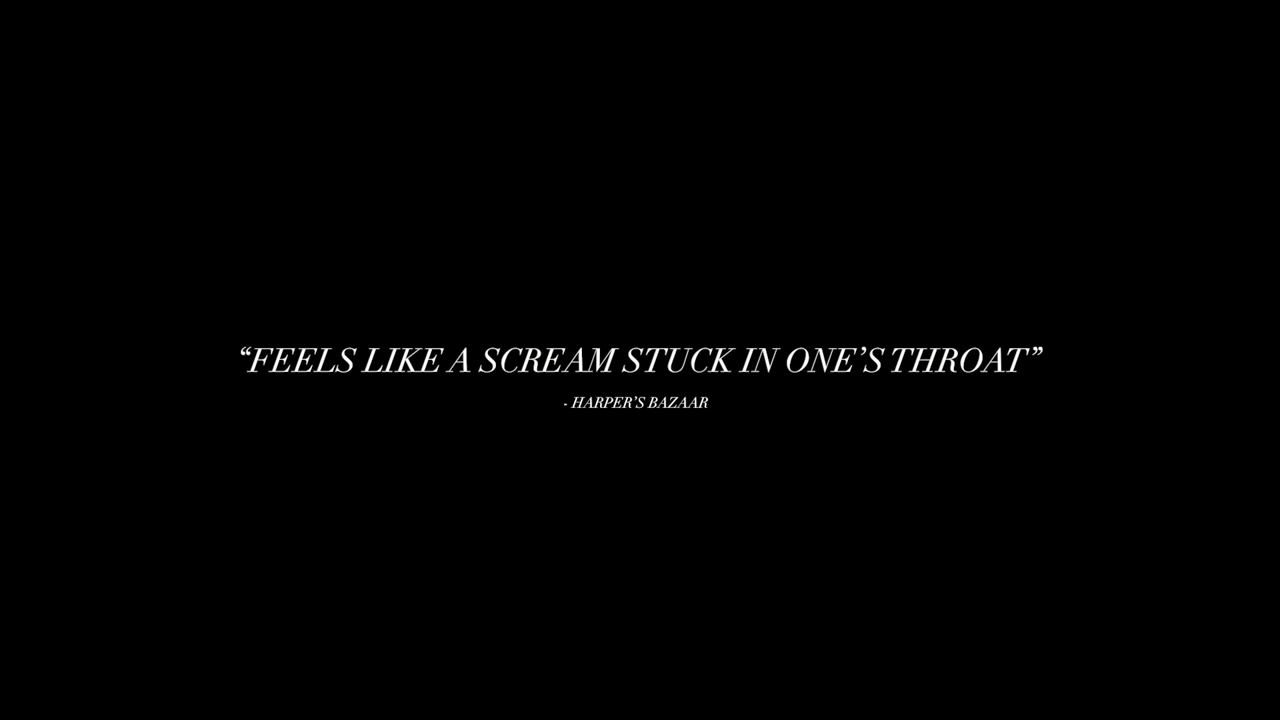 “FEELS LIKE A SCREAM STUCK IN ONE’S THROAT”
- HARPER’S BAZAAR